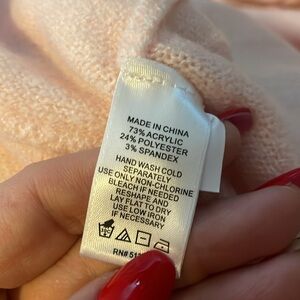 MADE IN CHINA
73% ACRYLIC
24% POLYESTER
3% SPANDEX
HAND WASH COLD
SEPARATELY
USE ONLY NON-CHLORINE
BLEACH IF NEEDED
RESHAPE AND
LAY FLAT TO DRY
USE LOW IRON
IF NECESSARY